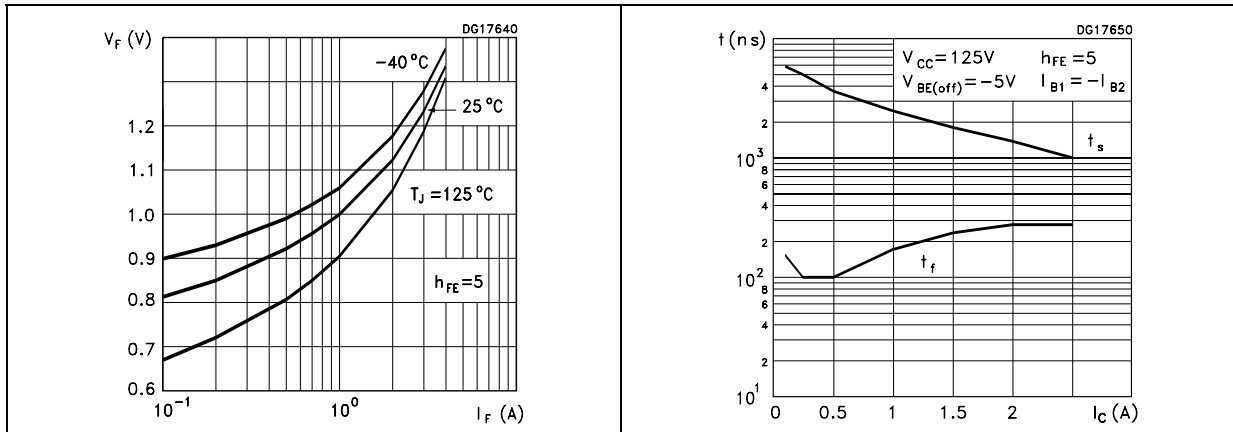 DG17640
V_F (V)
-40°C
25°C
1.2
1.1
T_J=125°C
1.0
0.9
h_FE=5
0.8
0.7
0.6
10^-1
10^0
I_F (A)
DG17650
t(ns)
V_CC=125V h_FE=5
V_BE(off)=-5V I_B1=-I_B2
4
2
t_s
10^3
8
6
4
2
t_f
10^2
8
6
4
2
10^1
0 0.5 1 1.5 2 I_C (A)